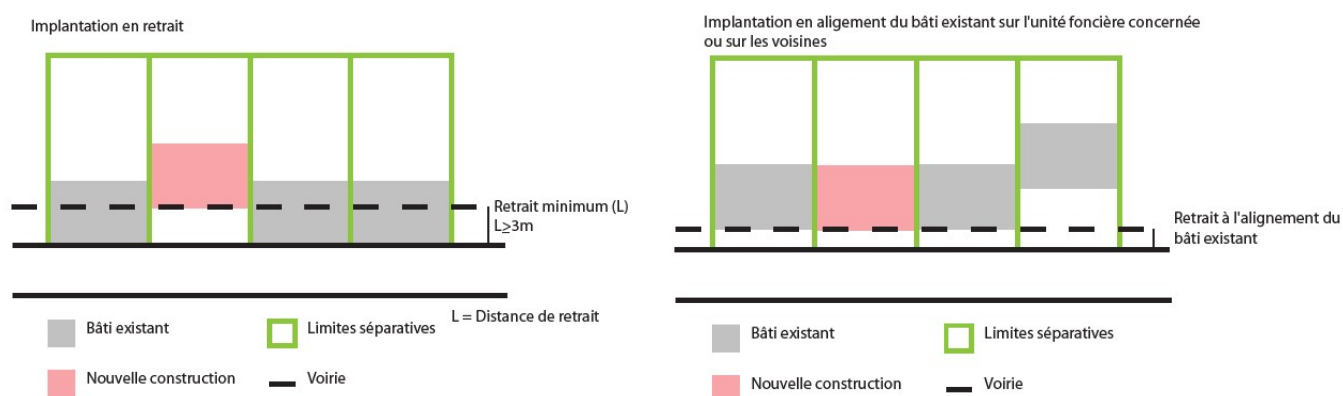 Implantation en retrait
Retrait minimum (L)
L≥3m
L = Distance de retrait
Bâti existant
Limites séparatives
Nouvelle construction
Voirie
Implantation en aligement du bâti existant sur l'unité foncière concernée
ou sur les voisines
Retrait à l'alignement du
bâti existant
Bâti existant
Limites séparatives
Nouvelle construction
Voirie